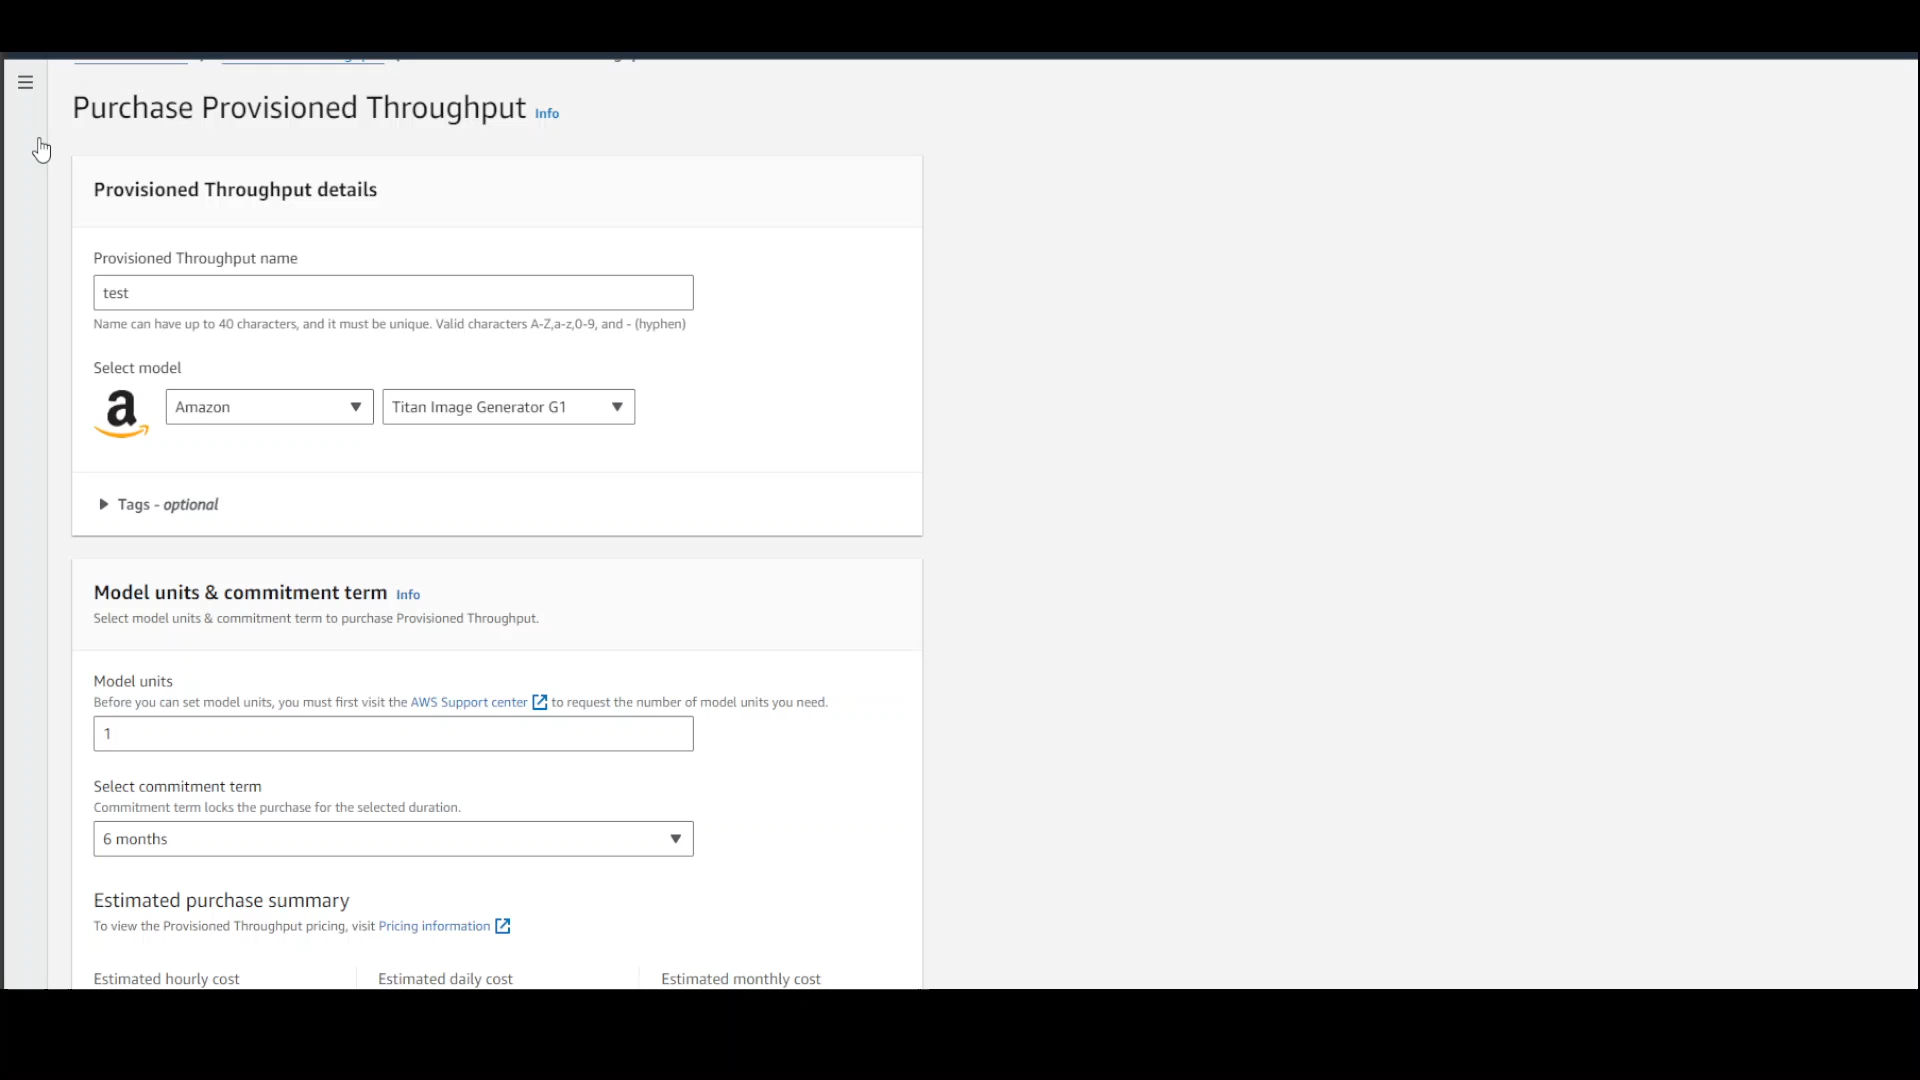 Purchase Provisioned Throughput Info
Provisioned Throughput details
Provisioned Throughput name
test
Name can have up to 40 characters, and it must be unique. Valid characters A-Z,a-z,0-9, and - (hyphen)
Select model
a Amazon Titan Image Generator G1
Tags - optional
Model units & commitment term Info
Select model units & commitment term to purchase Provisioned Throughput.
Model units
Before you can set model units, you must first visit the AWS Support center to request the number of model units you need.
1
Select commitment term
Commitment term locks the purchase for the selected duration.
6 months
Estimated purchase summary
To view the Provisioned Throughput pricing, visit Pricing information
Estimated hourly cost Estimated daily cost Estimated monthly cost